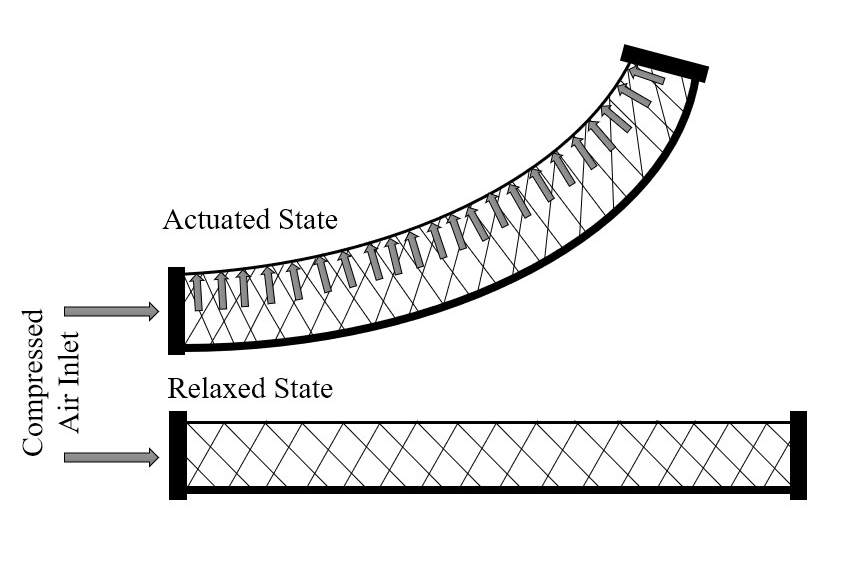 Actuated State
Compressed
Air Inlet
Relaxed State